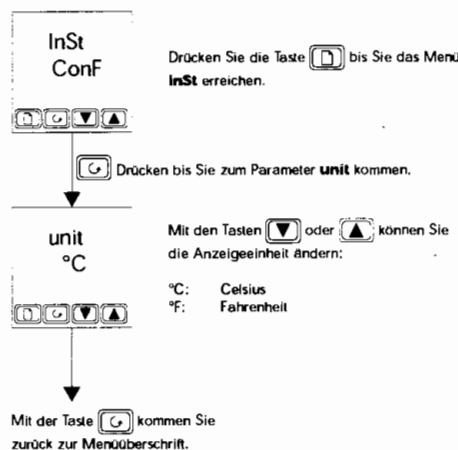 InSt
ConF
Drücken Sie die Taste bis Sie das Menü
InSt erreichen.
Drücken bis Sie zum Parameter unit kommen.
unit
°C
Mit den Tasten oder können Sie
die Anzeigeeinheit ändern:
°C: Celsius
°F: Fahrenheit
Mit der Taste kommen Sie
zurück zur Menüüberschrift.